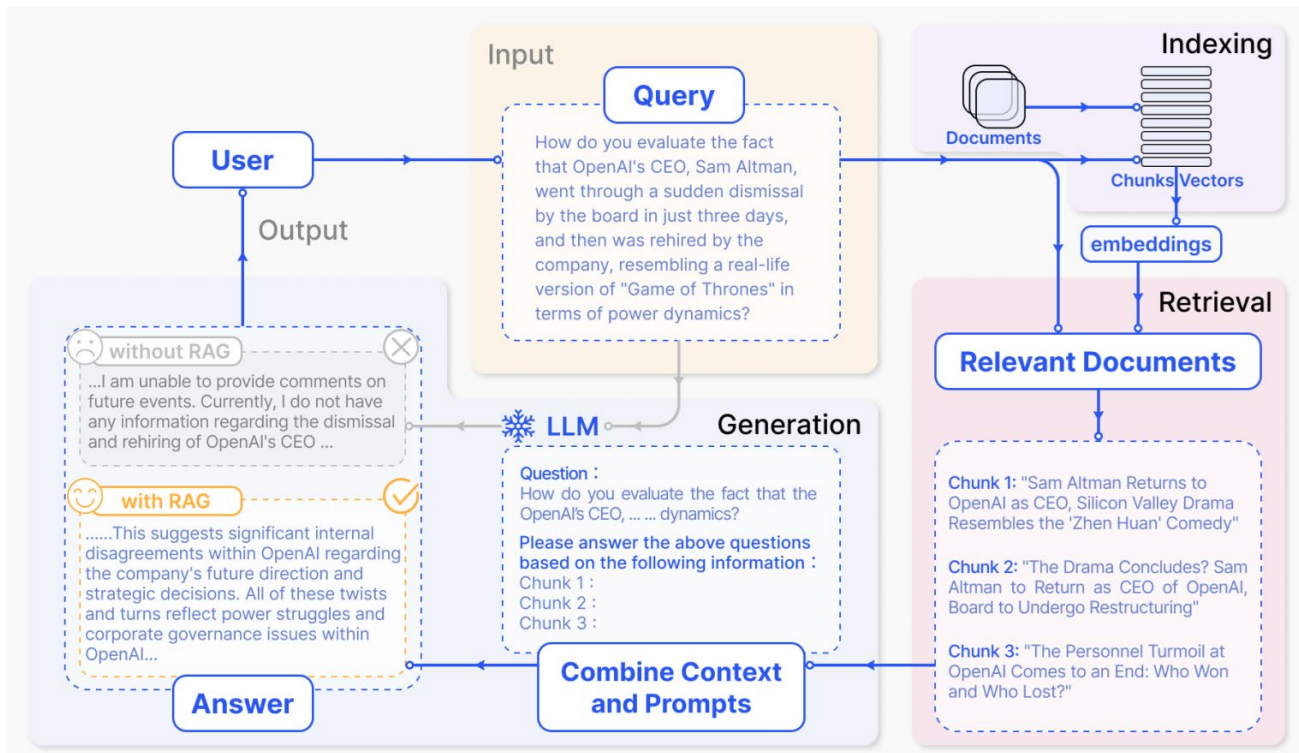 Input
Indexing
Query
How do you evaluate the fact
that OpenAI's CEO, Sam Altman,
went through a sudden dismissal
by the board in just three days,
and then was rehired by the
company, resembling a real-life
version of "Game of Thrones" in
terms of power dynamics?
User
Output
Documents
Chunks Vectors
embeddings
Retrieval
Relevant Documents
Chunk 1: "Sam Altman Returns to
OpenAI as CEO, Silicon Valley Drama
Resembles the 'Zhen Huan' Comedy"
Chunk 2: "The Drama Concludes? Sam
Altman to Return as CEO of OpenAI,
Board to Undergo Restructuring"
Chunk 3: "The Personnel Turmoil at
OpenAI Comes to an End: Who Won
and Who Lost?"
LLM
Generation
Question :
How do you evaluate the fact that the
OpenAI's CEO, ... ... dynamics?
Please answer the above questions
based on the following information :
Chunk 1 :
Chunk 2 :
Chunk 3 :
Combine Context
and Prompts
without RAG
...I am unable to provide comments on
future events. Currently, I do not have
any information regarding the dismissal
and rehiring of OpenAI's CEO ...
with RAG
......This suggests significant internal
disagreements within OpenAI regarding
the company's future direction and
strategic decisions. All of these twists
and turns reflect power struggles and
corporate governance issues within
OpenAI...
Answer